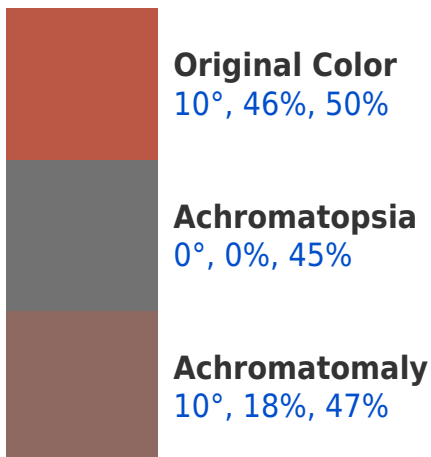 Original Color
10°, 46%, 50%
Achromatopsia
0°, 0%, 45%
Achromatomaly
10°, 18%, 47%